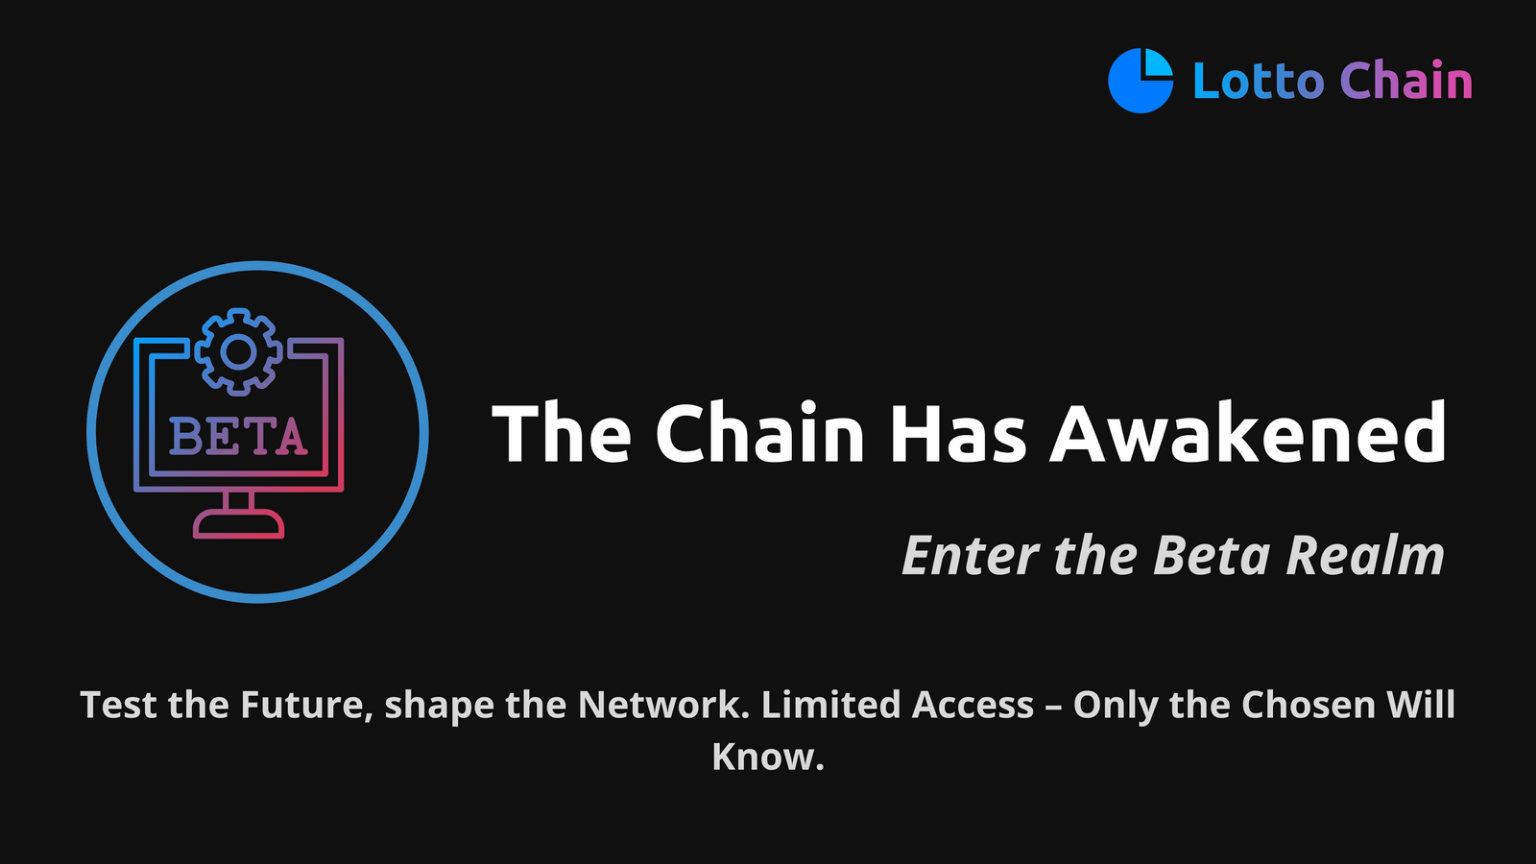 Lotto Chain
BETA
The Chain Has Awakened
Enter the Beta Realm
Test the Future, shape the Network. Limited Access – Only the Chosen Will
Know.